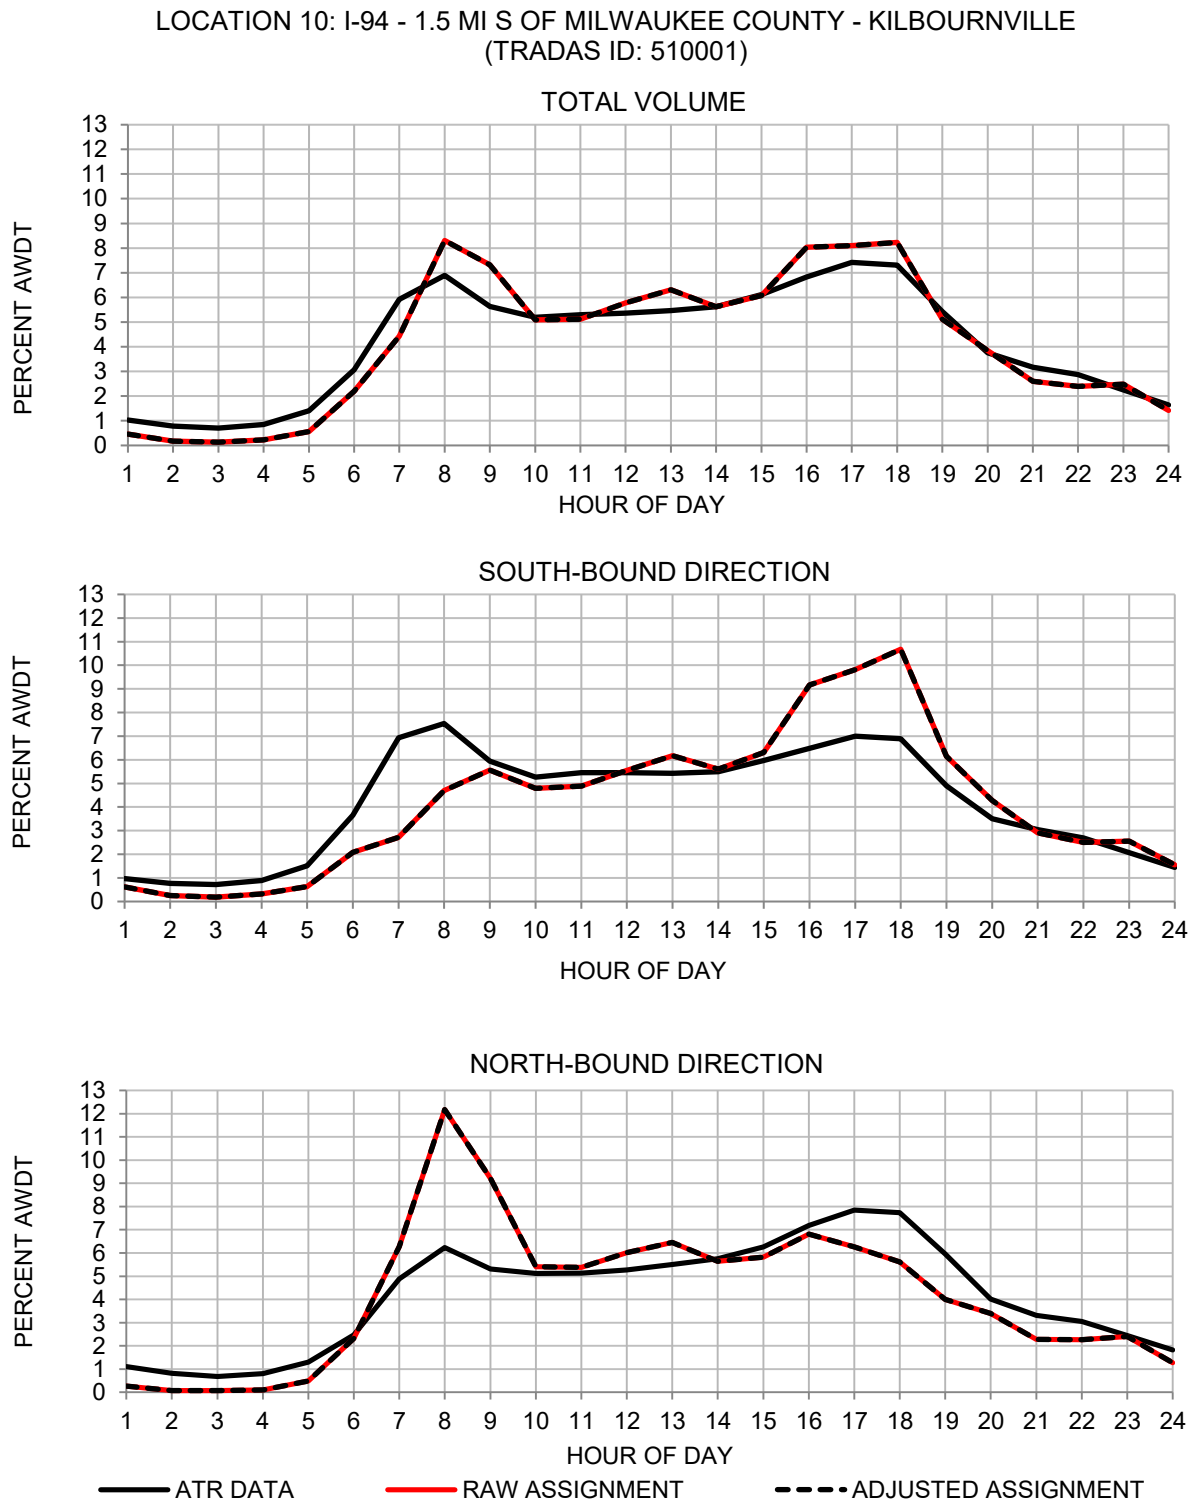 LOCATION 10: I-94 - 1.5 MI S OF MILWAUKEE COUNTY - KILBOURNVILLE
(TRADAS ID: 510001)
TOTAL VOLUME
PERCENT AWDT
13
12
11
10
9
8
7
6
5
4
3
2
1
0
1 2 3 4 5 6 7 8 9 10 11 12 13 14 15 16 17 18 19 20 21 22 23 24
HOUR OF DAY
SOUTH-BOUND DIRECTION
PERCENT AWDT
13
12
11
10
9
8
7
6
5
4
3
2
1
0
1 2 3 4 5 6 7 8 9 10 11 12 13 14 15 16 17 18 19 20 21 22 23 24
HOUR OF DAY
NORTH-BOUND DIRECTION
PERCENT AWDT
13
12
11
10
9
8
7
6
5
4
3
2
1
0
1 2 3 4 5 6 7 8 9 10 11 12 13 14 15 16 17 18 19 20 21 22 23 24
HOUR OF DAY
ATR DATA RAW ASSIGNMENT ADJUSTED ASSIGNMENT